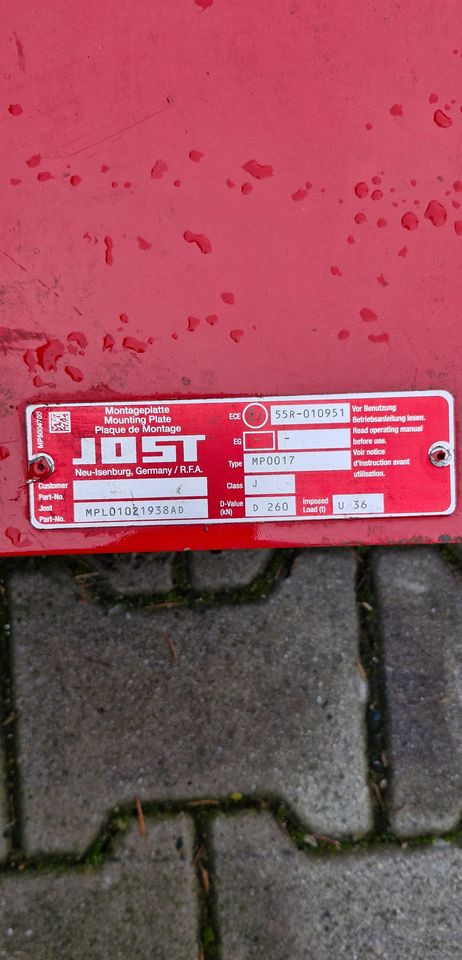 MPS004700
Montageplatte
Mounting Plate
Plaque de Montage
JOST
Neu-Isenburg, Germany / R.F.A.
Customer
Part-No.
Jost
Part-No. MPL01021938AD
ECE 55R-010951
EG -
Type MP0017
Class J
D-Value
(kN) D 260 Imposed
Load (t) U 36
Vor Benutzung
Betriebsanleitung lesen.
Read operating manual
before use.
Voir notice
d'instruction avant
utilisation.